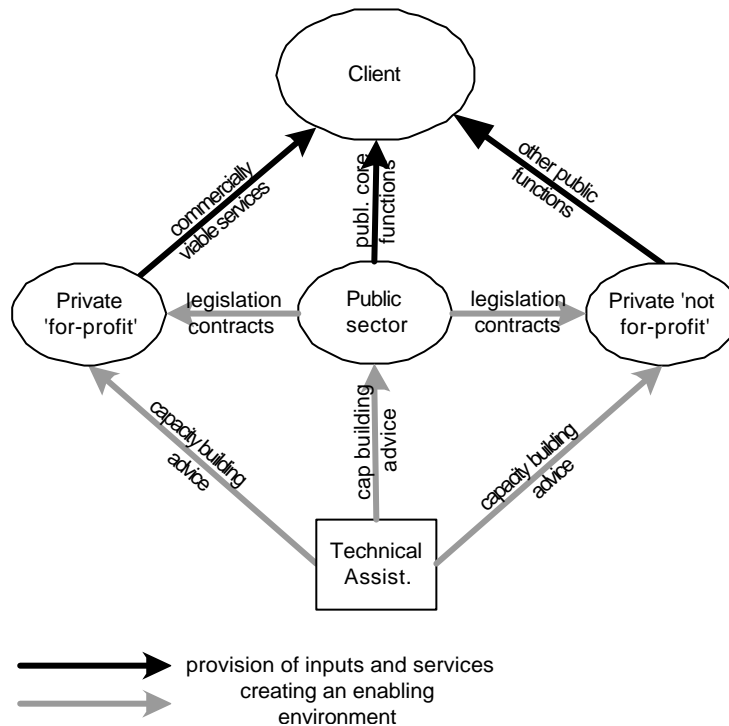 Client
commercially
viable services
publ. core
functions
other public
functions
Private
'for-profit'
legislation
contracts
Public
sector
legislation
contracts
Private 'not
for-profit'
capacity building
advice
cap building
advice
capacity building
advice
Technical
Assist.
provision of inputs and services
creating an enabling
environment